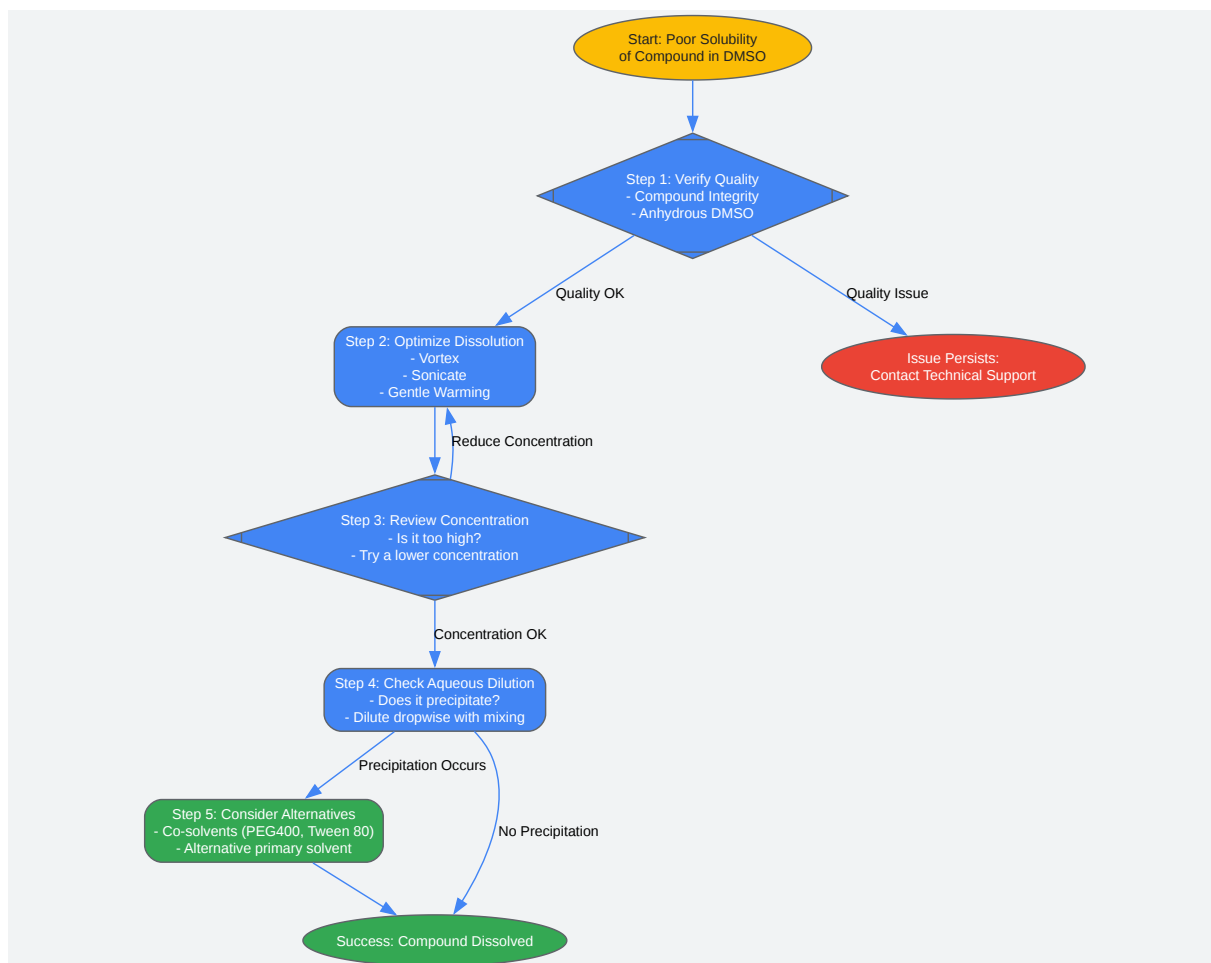 Start: Poor Solubility
of Compound in DMSO
Step 1: Verify Quality
- Compound Integrity
- Anhydrous DMSO
Quality OK
Quality Issue
Step 2: Optimize Dissolution
- Vortex
- Sonicate
- Gentle Warming
Issue Persists:
Contact Technical Support
Reduce Concentration
Step 3: Review Concentration
- Is it too high?
- Try a lower concentration
Concentration OK
Step 4: Check Aqueous Dilution
- Does it precipitate?
- Dilute dropwise with mixing
Precipitation Occurs
Step 5: Consider Alternatives
- Co-solvents (PEG400, Tween 80)
- Alternative primary solvent
No Precipitation
Success: Compound Dissolved